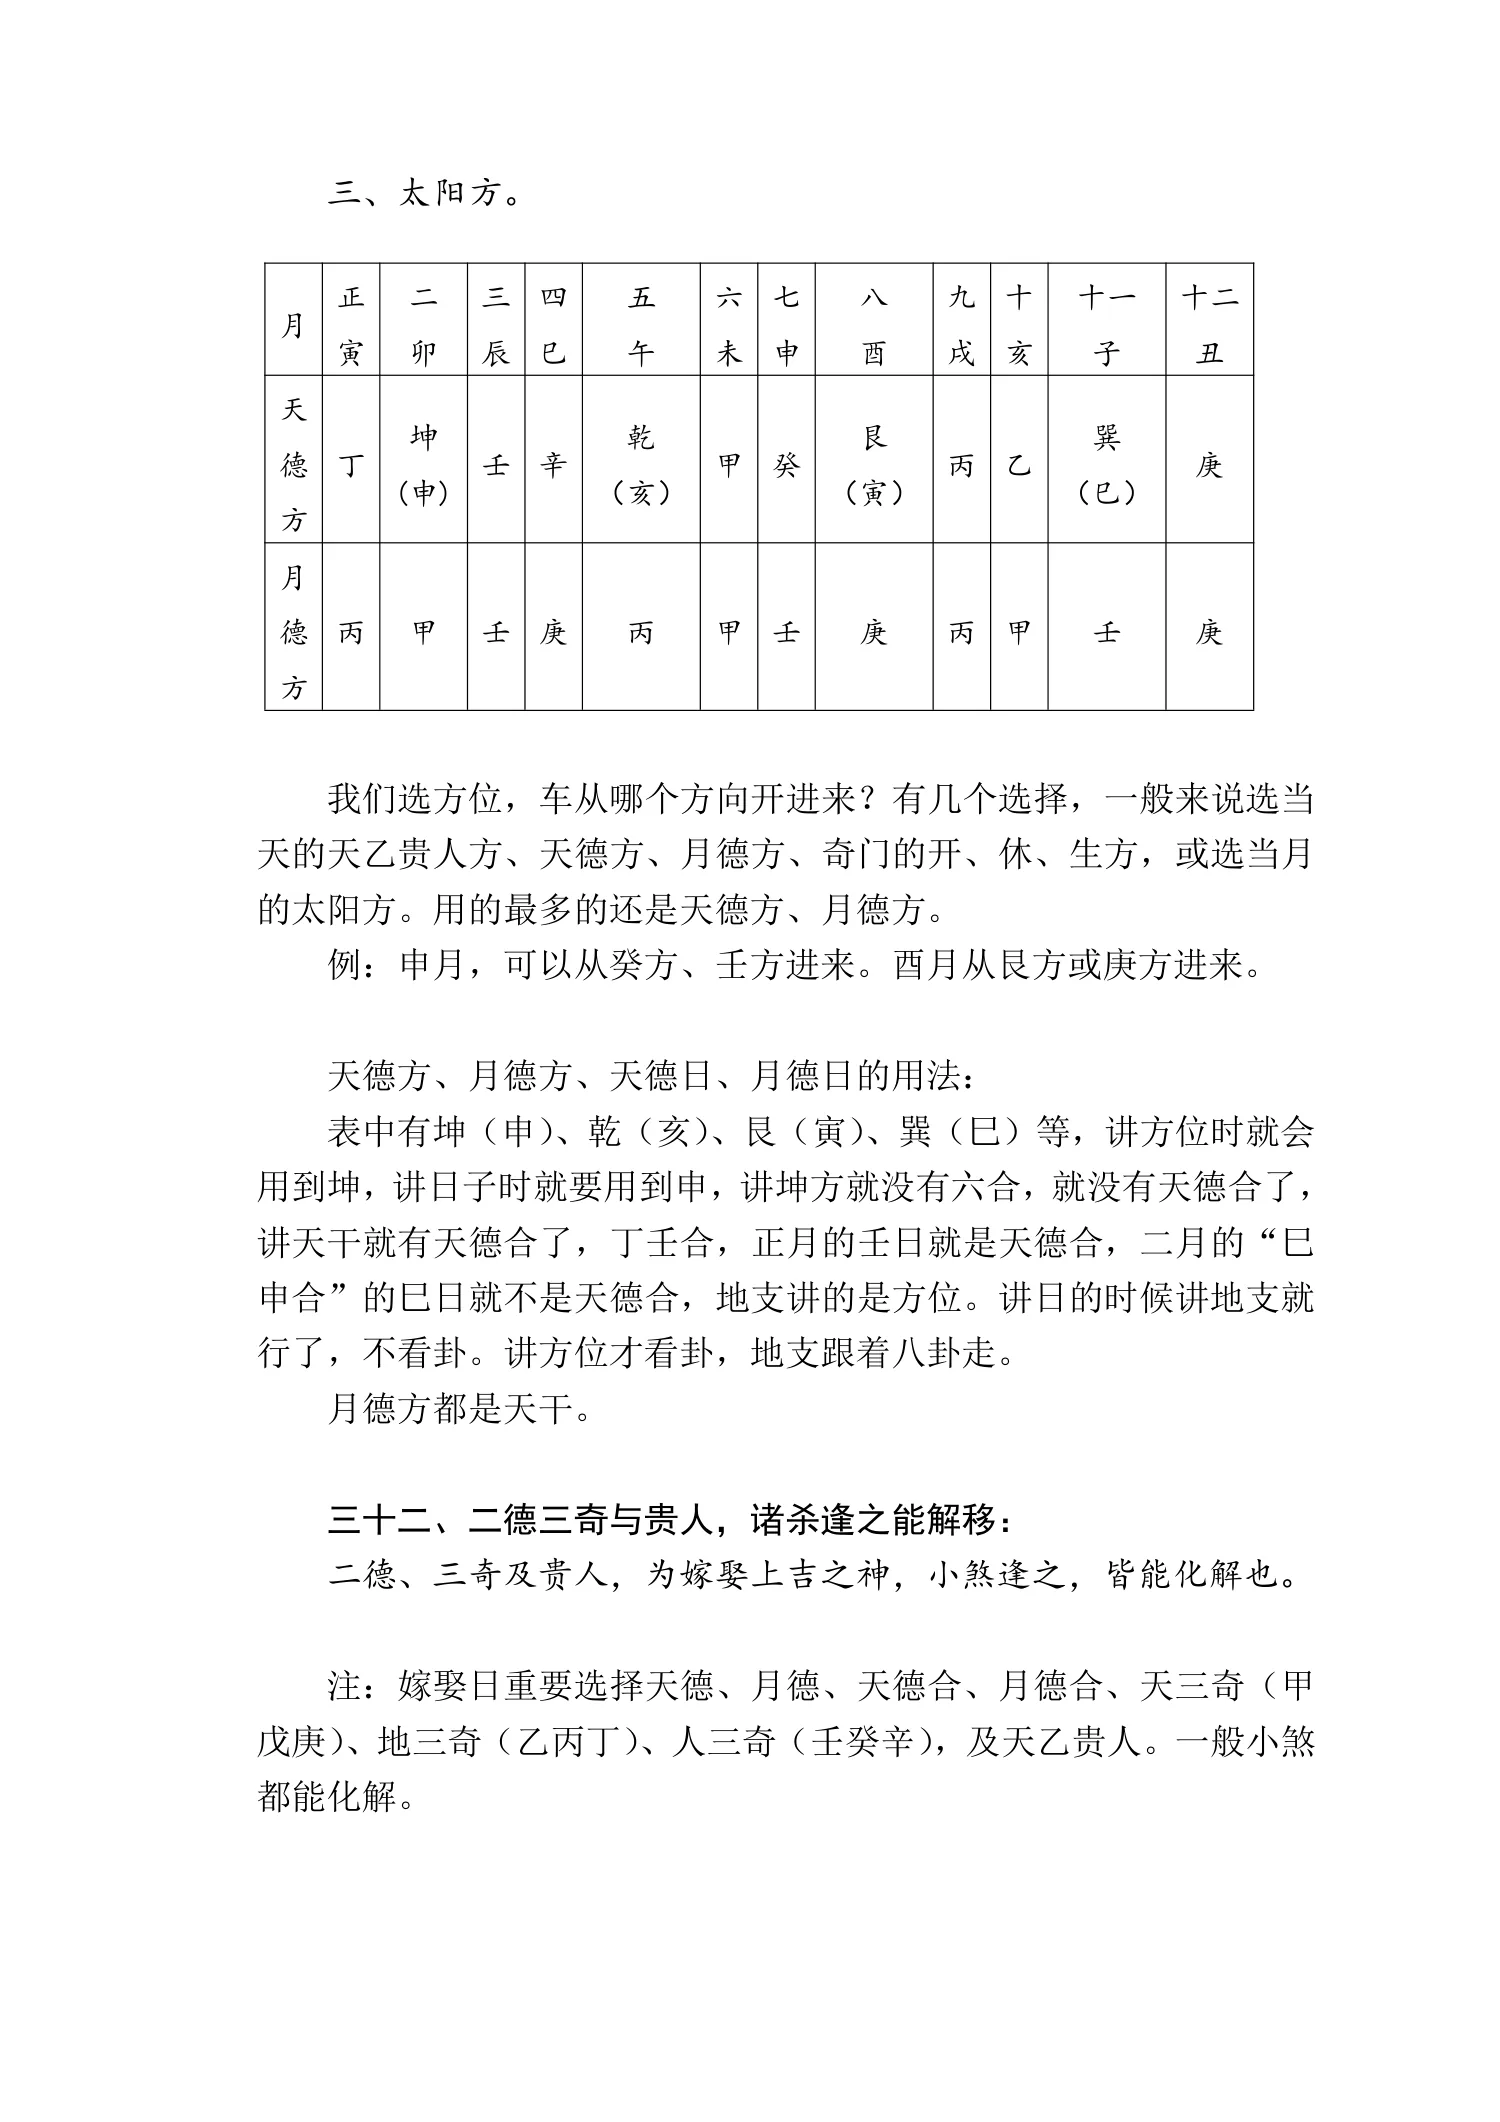 三、太阳方。
月 正 二 三 四 五 六 七 八 九 十 十一 十二
寅 卯 辰 巳 午 未 申 酉 戌 亥 子 丑
天德方 丁 坤（申） 壬 辛 乾（亥） 甲 癸 艮（寅） 丙 乙 巽（巳） 庚
月德方 丙 甲 壬 庚 丙 甲 壬 庚 丙 甲 壬 庚
我们选方位，车从哪个方向开进来？有几个选择，一般来说选当
天的天乙贵人方、天德方、月德方、奇门的开、休、生方，或选当月
的太阳方。用的最多的还是天德方、月德方。
例：申月，可以从癸方、壬方进来。酉月从艮方或庚方进来。
天德方、月德方、天德日、月德日的用法：
表中有坤（申）、乾（亥）、艮（寅）、巽（巳）等，讲方位时就会
用到坤，讲日子时就要用到申，讲坤方就没有六合，就没有天德合了，
讲天干就有天德合了，丁壬合，正月的壬日就是天德合，二月的“巳
申合”的巳日就不是天德合，地支讲的是方位。讲日的时候讲地支就
行了，不看卦。讲方位才看卦，地支跟着八卦走。
月德方都是天干。
三十二、二德三奇与贵人，诸杀逢之能解移：
二德、三奇及贵人，为嫁娶上吉之神，小煞逢之，皆能化解也。
注：嫁娶日重要选择天德、月德、天德合、月德合、天三奇（甲
戊庚）、地三奇（乙丙丁）、人三奇（壬癸辛），及天乙贵人。一般小煞
都能化解。